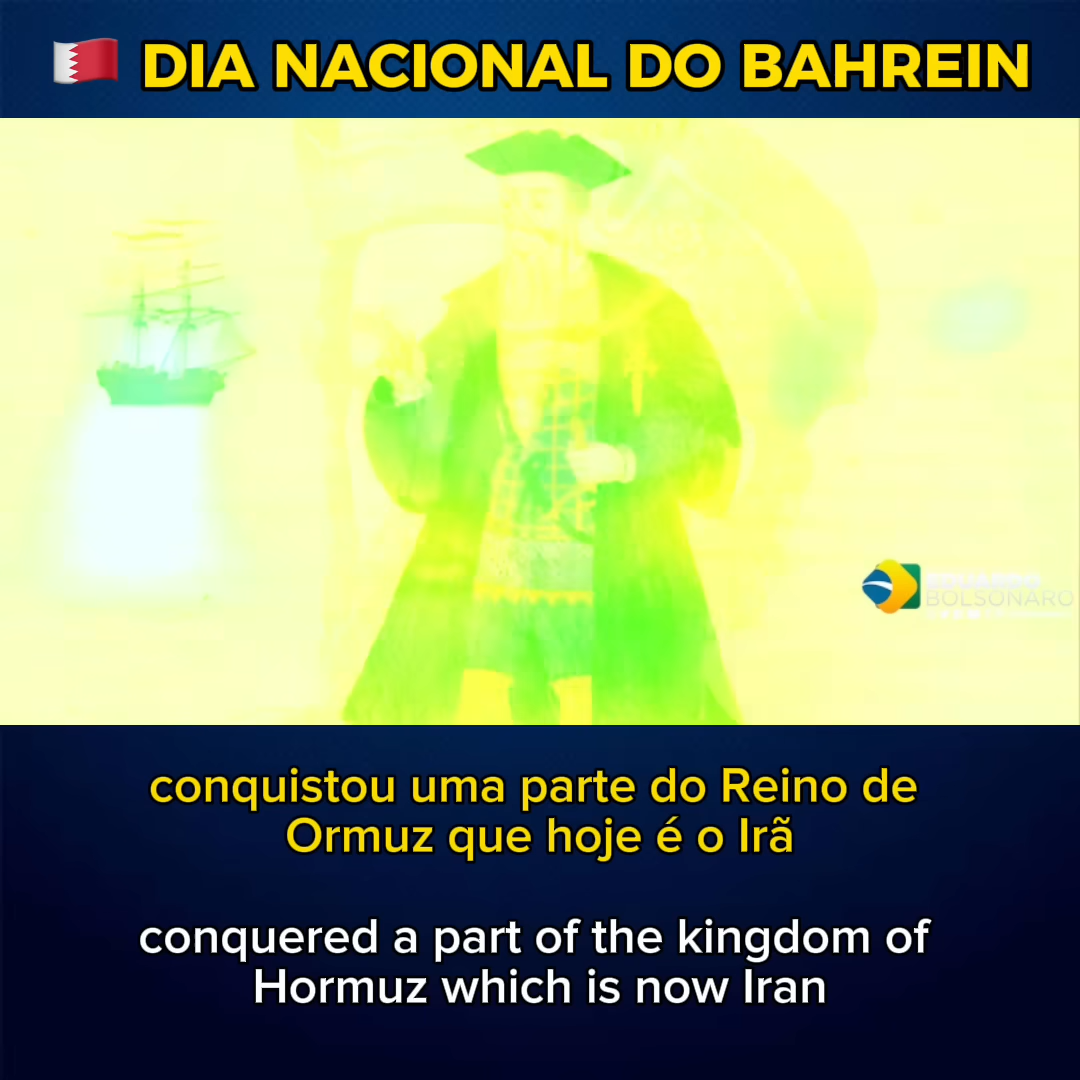 DIA NACIONAL DO BAHREIN
EDUARDO
BOLSONARO
conquistou uma parte do Reino de
Ormuz que hoje é o Irã
conquered a part of the kingdom of
Hormuz which is now Iran